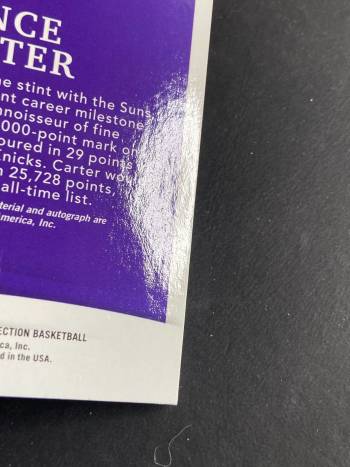 NCE
TER
ne stint with the Suns,
nt career milestone
nnoisseur of fine
000-point mark on
oured in 29 points
Knicks. Carter wou
n 25,728 points,
all-time list.
terial and autograph are
merica, Inc.
ECTION BASKETBALL
ca, Inc.
d in the USA.